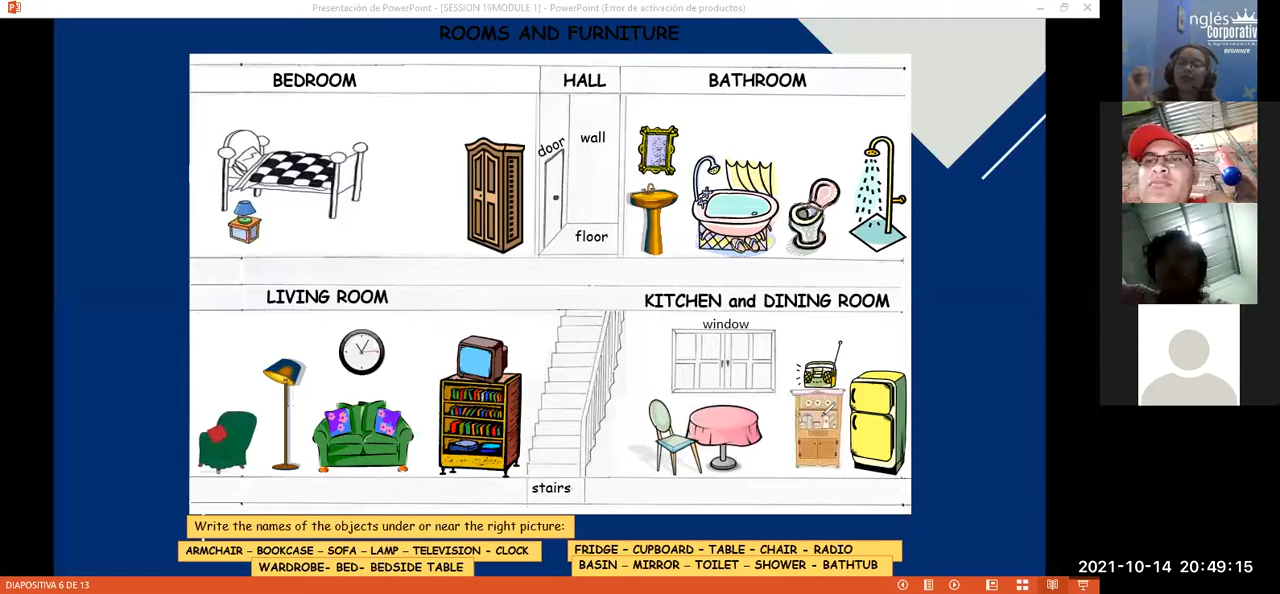 Presentación de PowerPoint - [SESSION 19MODULE 1] - PowerPoint (Error de activación de productos)
ROOMS AND FURNITURE
BEDROOM
HALL
BATHROOM
door
wall
floor
LIVING ROOM
KITCHEN and DINING ROOM
window
stairs
Write the names of the objects under or near the right picture:
ARMCHAIR – BOOKCASE – SOFA – LAMP – TELEVISION - CLOCK
WARDROBE- BED- BEDSIDE TABLE
FRIDGE - CUPBOARD - TABLE - CHAIR - RADIO
BASIN – MIRROR – TOILET – SHOWER - BATHTUB
nglés
Corporativ
BEGINNER
2021-10-14 20:49:15
DIAPOSITIVA 6 DE 13